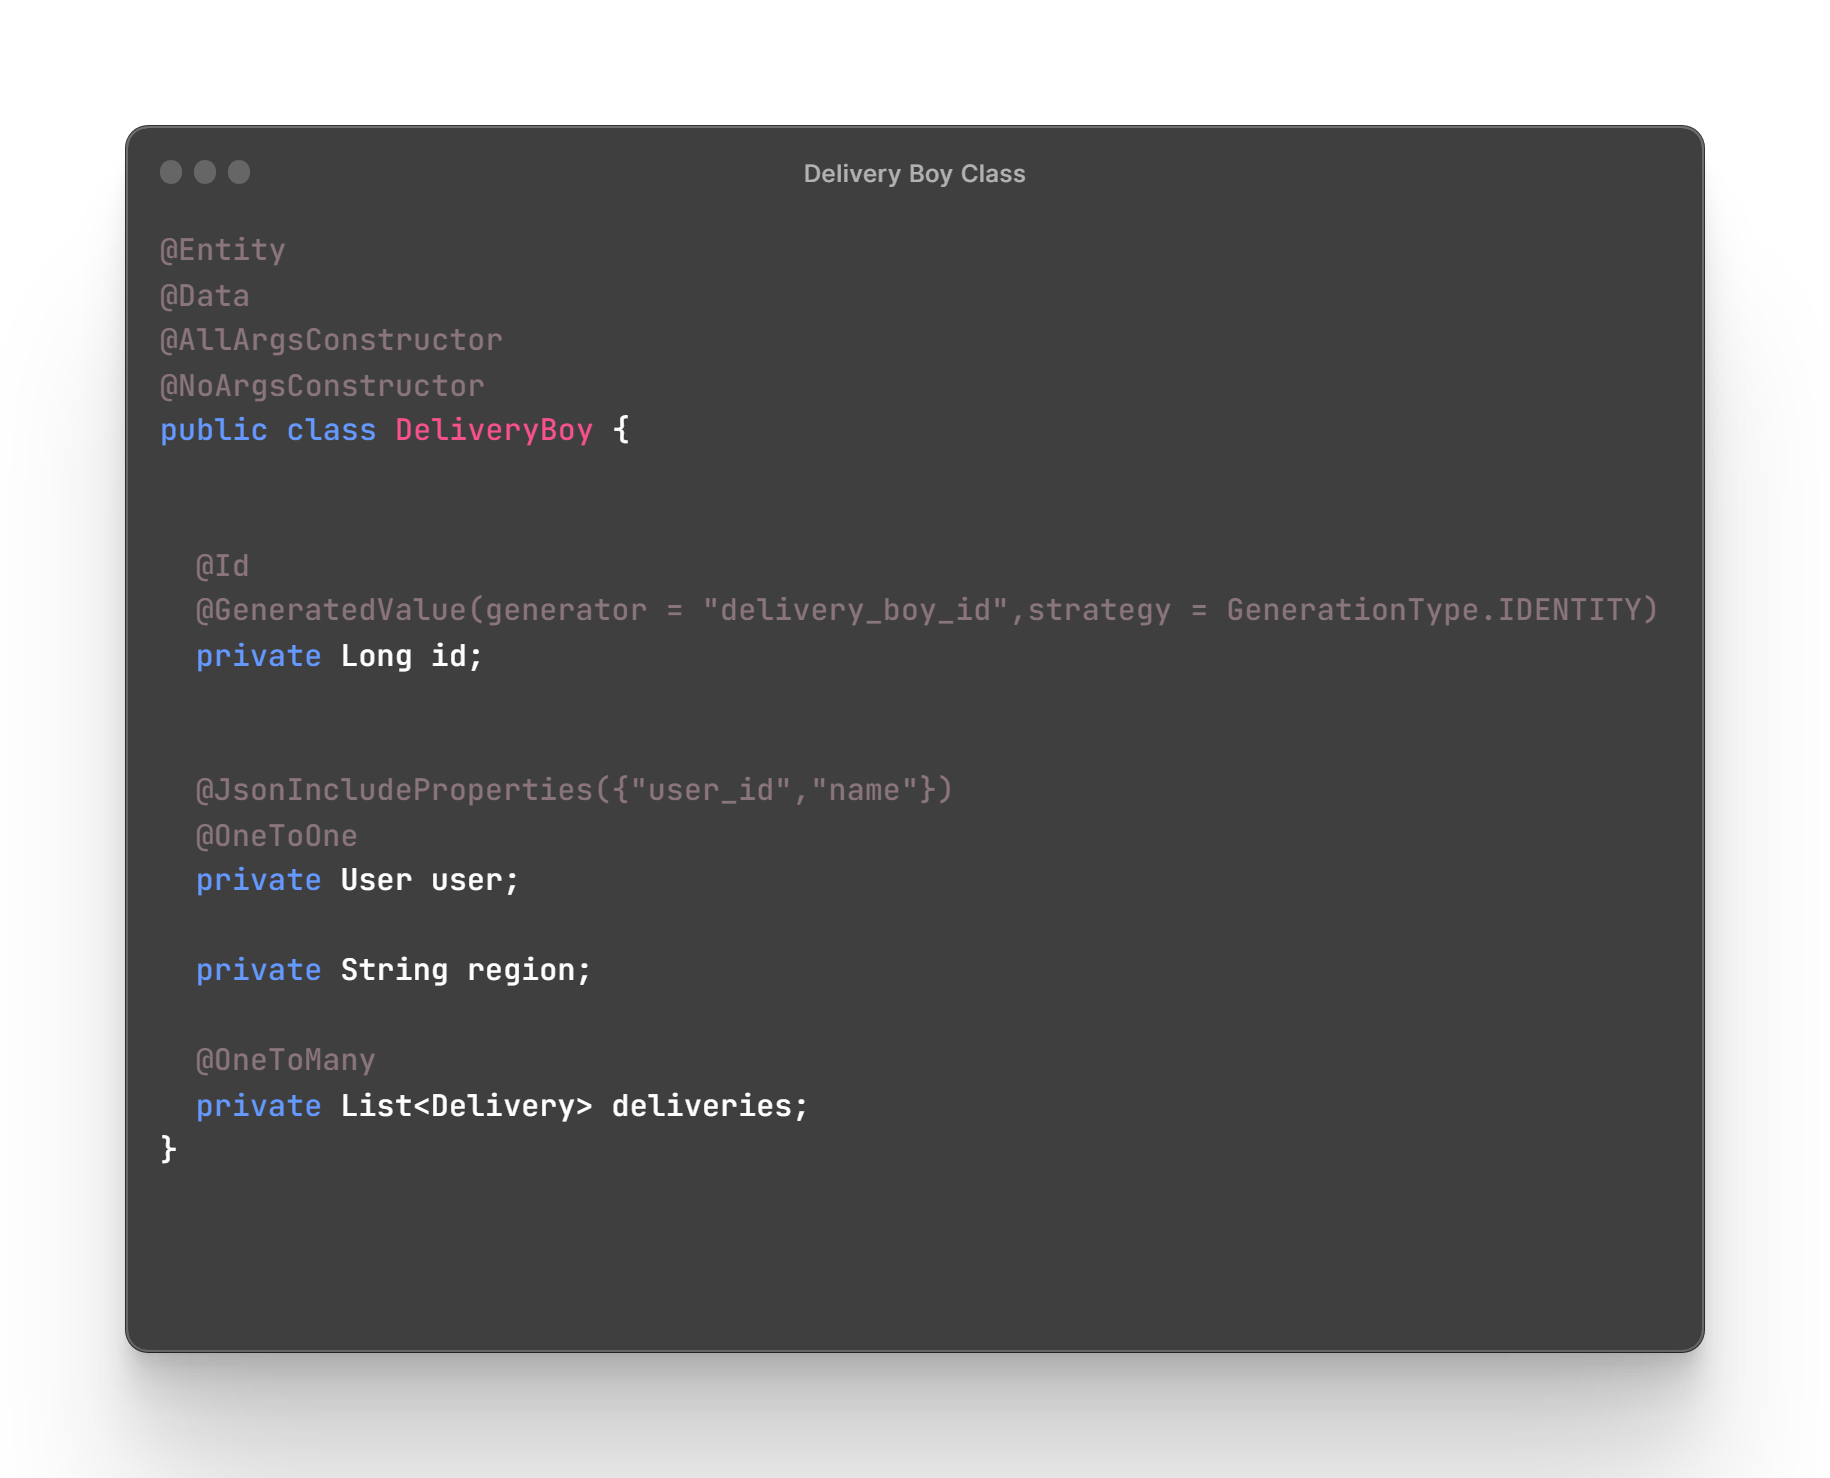 Delivery Boy Class
@Entity
@Data
@AllArgsConstructor
@NoArgsConstructor
public class DeliveryBoy {
@Id
@GeneratedValue(generator = "delivery_boy_id",strategy = GenerationType.IDENTITY)
private Long id;
@JsonIncludeProperties({"user_id","name"})
@OneToOne
private User user;
private String region;
@OneToMany
private List<Delivery> deliveries;
}